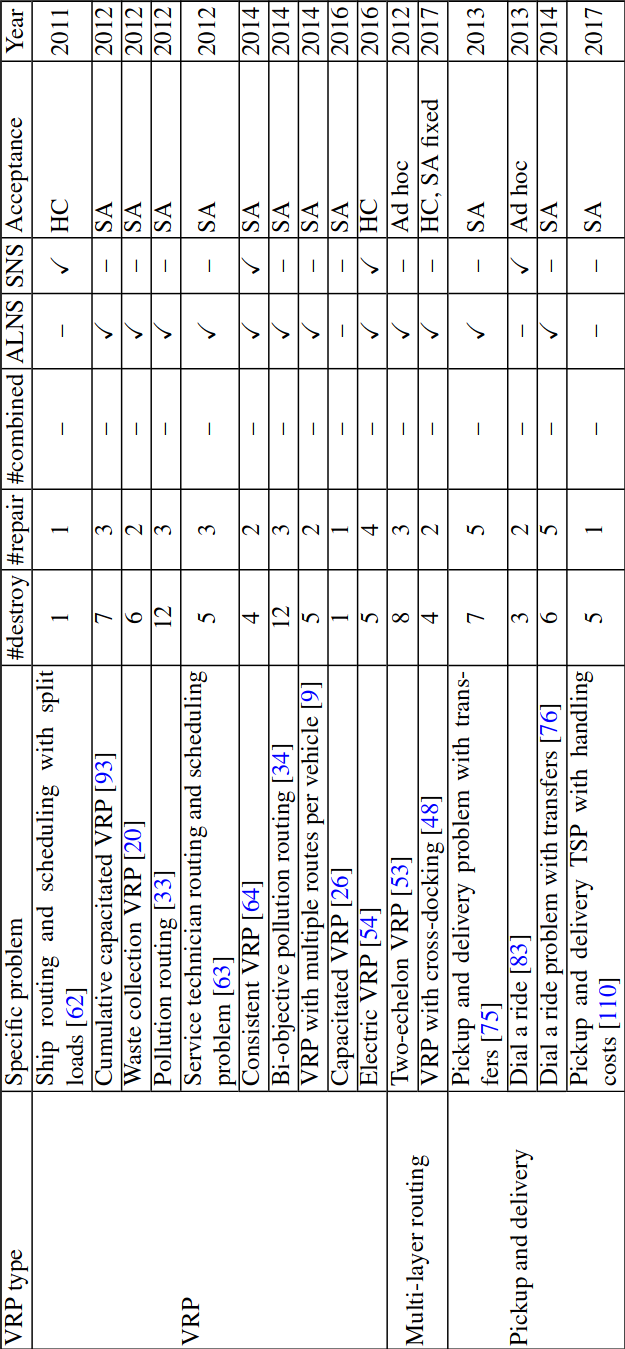 VRP type Specific problem #destroy #repair #combined ALNS SNS Acceptance Year
VRP
Ship routing and scheduling with split
loads [62] 1 1 – – ✓ HC 2011
Cumulative capacitated VRP [93] 7 3 – ✓ – SA 2012
Waste collection VRP [20] 6 2 – ✓ – SA 2012
Pollution routing [33] 12 3 – ✓ – SA 2012
Service technician routing and scheduling
problem [63] 5 3 – ✓ – SA 2012
Consistent VRP [64] 4 2 – ✓ ✓ SA 2014
Bi-objective pollution routing [34] 12 3 – ✓ – SA 2014
VRP with multiple routes per vehicle [9] 5 2 – ✓ – SA 2014
Capacitated VRP [26] 1 1 – – – SA 2016
Electric VRP [54] 5 4 – ✓ ✓ HC 2016
Multi-layer routing
Two-echelon VRP [53] 8 3 – ✓ – Ad hoc 2012
VRP with cross-docking [48] 4 2 – ✓ – HC, SA fixed 2017
Pickup and delivery
Pickup and delivery problem with trans-
fers [75] 7 5 – ✓ – SA 2013
Dial a ride [83] 3 2 – – ✓ Ad hoc 2013
Dial a ride problem with transfers [76] 6 5 – ✓ – SA 2014
Pickup and delivery TSP with handling
costs [110] 5 1 – – – SA 2017